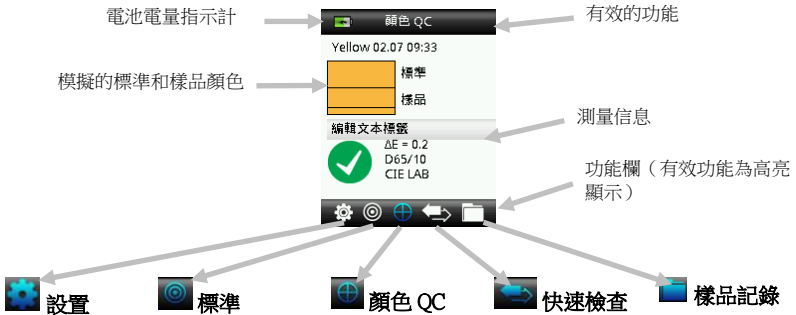 電池電量指示計
顏色 QC
有效的功能
Yellow 02.07 09:33
模擬的標準和樣品顏色
標準
樣品
測量信息
編輯文本標籤
ΔE = 0.2
D65/10
CIE LAB
功能欄（有效功能為高亮
顯示）
設置
標準
顏色 QC
快速檢查
樣品記錄